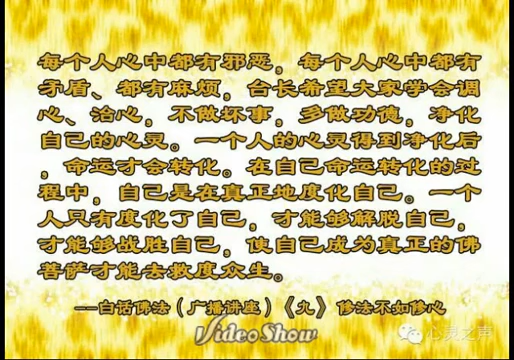 每个人心中都有邪恶，每个人心中都有
矛盾、都有麻烦，台长希望大家学会调
心、治心，不做坏事，多做功德，净化
自己的心灵。一个人的心灵得到净化后
，命运才会转化。在自己命运转化的过
程中，自己是在真正地度化自己。一个
人只有度化了自己，才能够解脱自己，
才能够战胜自己，使自己成为真正的佛
菩萨才能去救度众生。
--白话佛法（广播讲座）《九》 修法不如修心
VideoShow
心灵之声